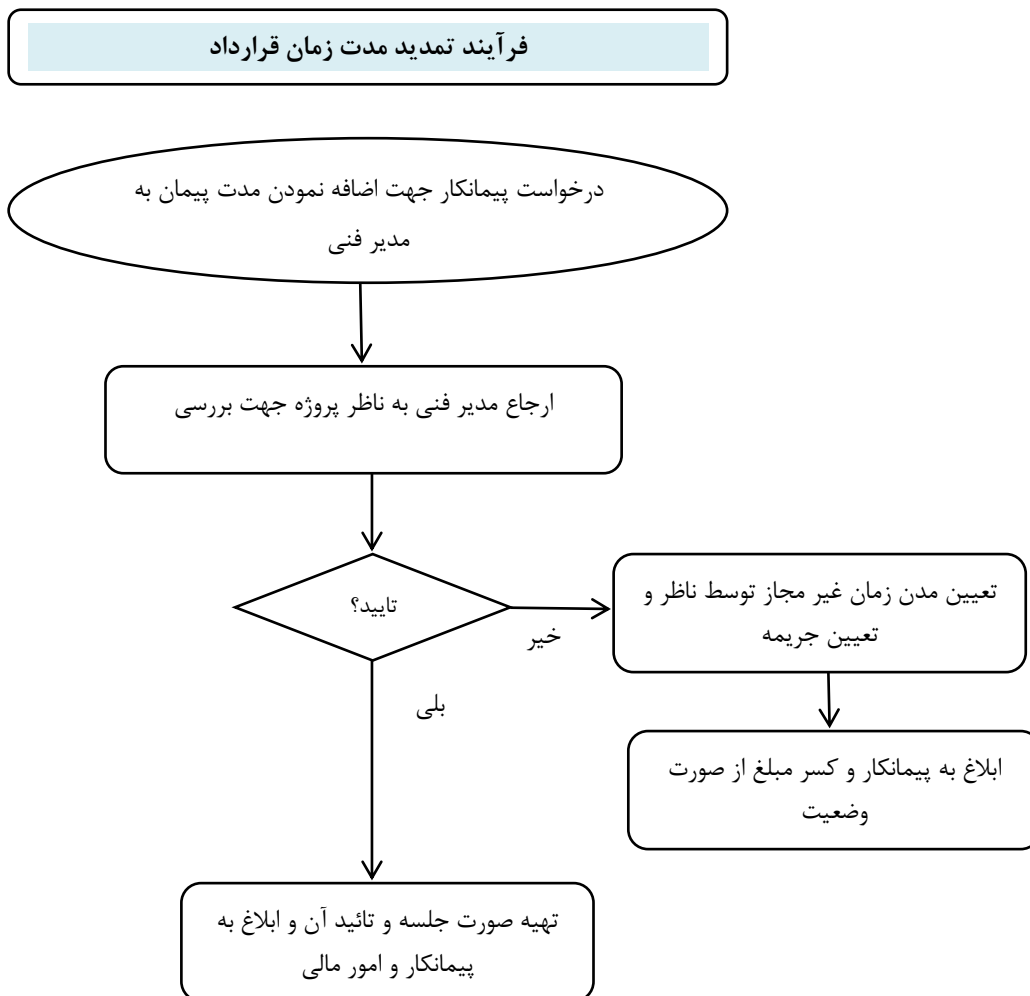 فرآیند تمدید مدت زمان قرارداد
درخواست پیمانکار جهت اضافه نمودن مدت پیمان به
مدیر فنی
ارجاع مدیر فنی به ناظر پروژه جهت بررسی
تایید؟
خیر
تعیین مدن زمان غیر مجاز توسط ناظر و
تعیین جریمه
بلی
ابلاغ به پیمانکار و کسر مبلغ از صورت
وضعیت
تهیه صورت جلسه و تائید آن و ابلاغ به
پیمانکار و امور مالی